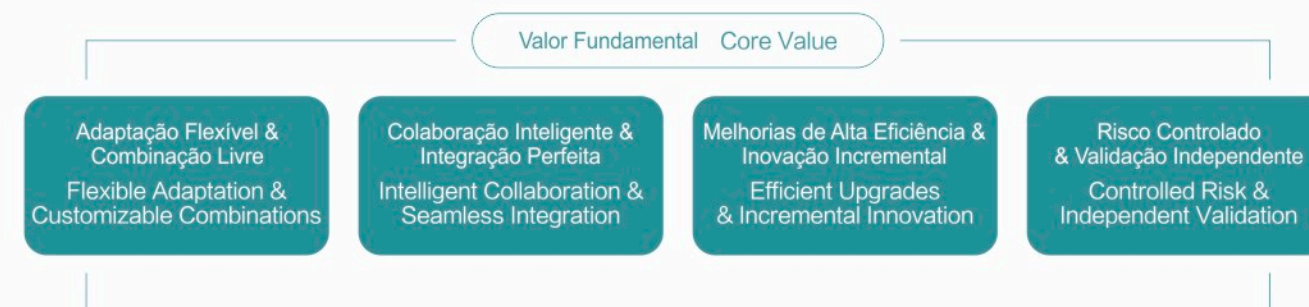 Valor Fundamental Core Value
Adaptação Flexível &
Combinação Livre
Flexible Adaptation &
Customizable Combinations
Colaboração Inteligente &
Integração Perfeita
Intelligent Collaboration &
Seamless Integration
Melhorias de Alta Eficiência &
Inovação Incremental
Efficient Upgrades
& Incremental Innovation
Risco Controlado
& Validação Independente
Controlled Risk &
Independent Validation